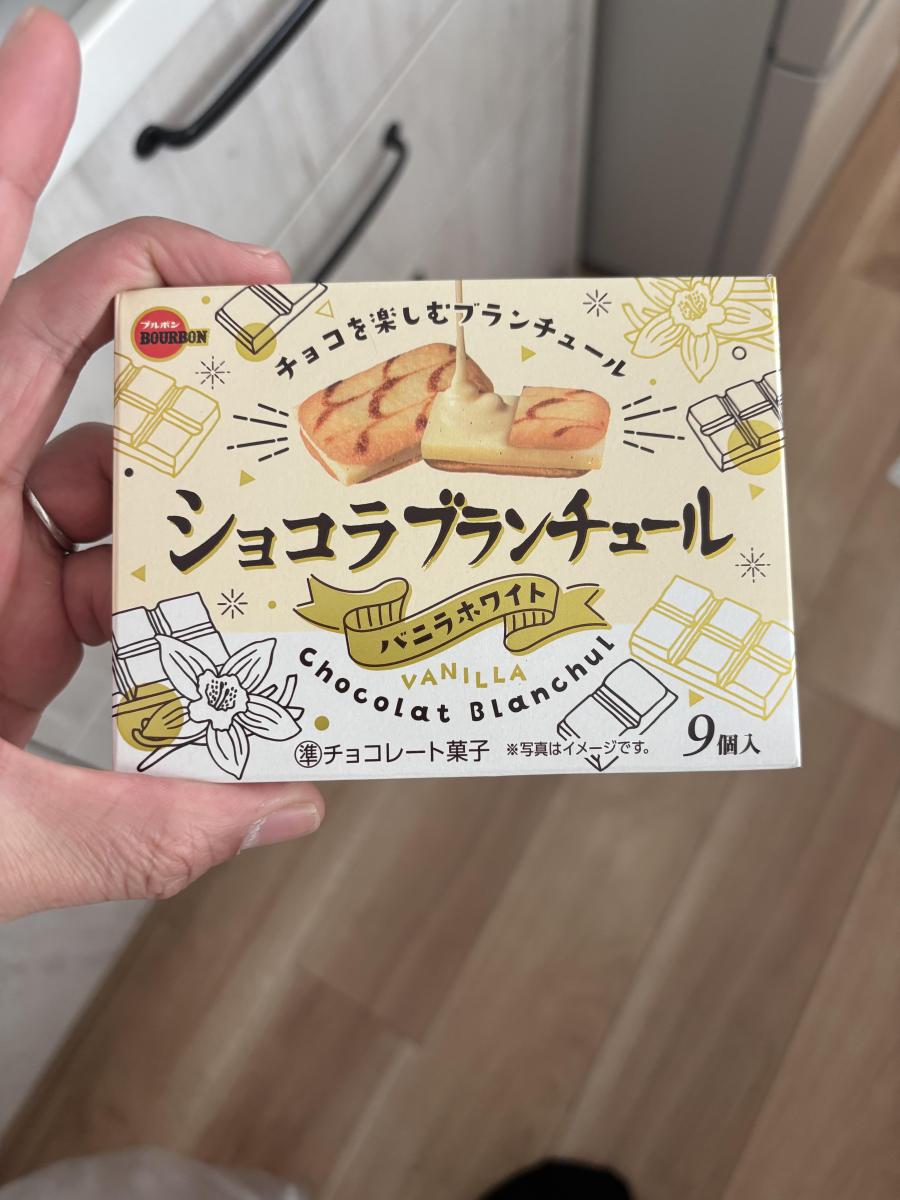 ブルボン
BOURBON
チョコを楽しむブランチュール
ショコラブランチュール
バニラホワイト
VANILLA
Chocolat Blanchul
準チョコレート菓子
※写真はイメージです。
9個入